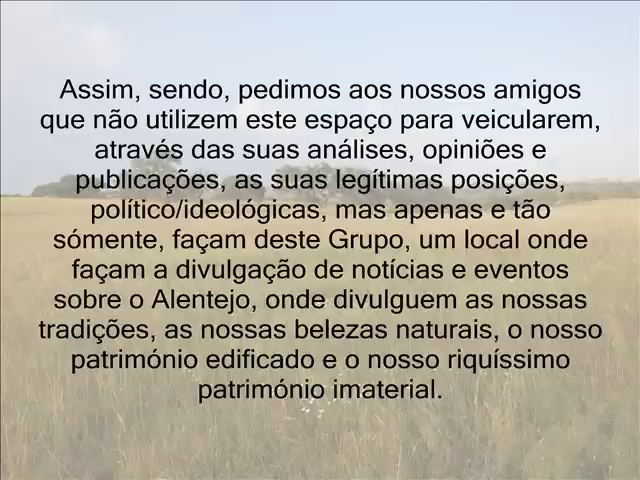 Assim, sendo, pedimos aos nossos amigos
que não utilizem este espaço para veicularem,
através das suas análises, opiniões e
publicações, as suas legítimas posições,
político/ideológicas, mas apenas e tão
sómente, façam deste Grupo, um local onde
façam a divulgação de notícias e eventos
sobre o Alentejo, onde divulguem as nossas
tradições, as nossas belezas naturais, o nosso
património edificado e o nosso riquíssimo
património imaterial.